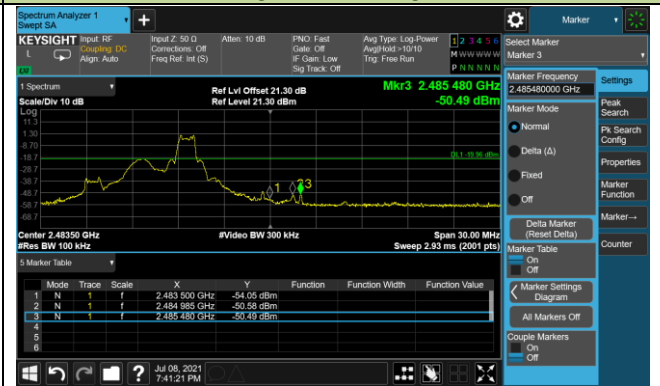 Spectrum Analyzer 1
Swept SA
Marker
KEYSIGHT
L
Input: RF
Coupling: DC
Align: Auto
Input Z: 50 Ω
Corrections: Off
Freq Ref: Int (S)
Atten: 10 dB
PNO: Fast
Gate: Off
IF Gain: Low
Sig Track: Off
Avg Type: Log-Power
Avg|Hold:>10/10
Trig: Free Run
1 2 3 4 5 6
M W W W W W
P N N N N N
Select Marker
Marker 3
1 Spectrum
Scale/Div 10 dB
Log
Ref Lvl Offset 21.30 dB
Ref Level 21.30 dBm
Mkr3 2.485 480 GHz
-50.49 dBm
11.3
1.30
-8.70
-18.7
-28.7
-38.7
-48.7
-58.7
-68.7
DL1 -19.96 dBm
1
2
3
Center 2.48350 GHz
#Res BW 100 kHz
#Video BW 300 kHz
Span 30.00 MHz
Sweep 2.93 ms (2001 pts)
5 Marker Table
Mode Trace Scale X Y Function Function Width Function Value
1 N 1 f 2.483 500 GHz -54.05 dBm
2 N 1 f 2.484 985 GHz -50.58 dBm
3 N 1 f 2.485 480 GHz -50.49 dBm
4
5
6
Marker Frequency
2.485480000 GHz
Marker Mode
Normal
Delta (Δ)
Fixed
Off
Delta Marker
(Reset Delta)
Marker Table
On
Off
Marker Settings
Diagram
All Markers Off
Couple Markers
On
Off
Settings
Peak
Search
Pk Search
Config
Properties
Marker
Function
Marker→
Counter
?
Jul 08, 2021
7:41:21 PM